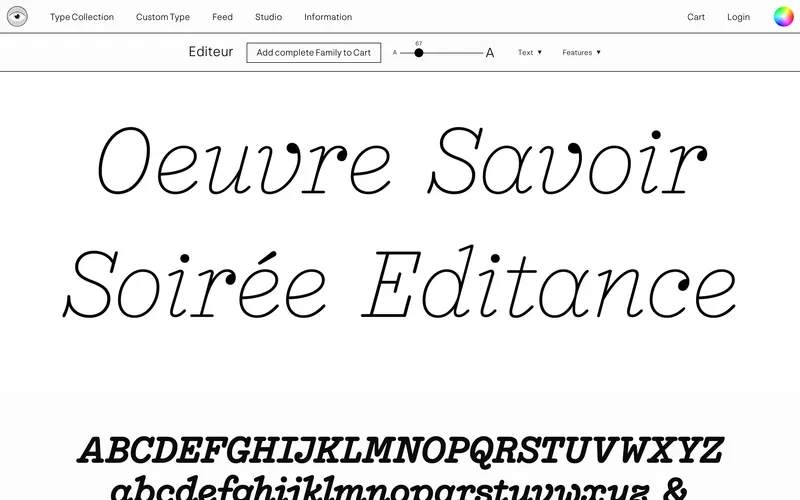 Type Collection Custom Type Feed Studio Information Cart Login
Editeur Add complete Family to Cart A 67 A Text ▼ Features ▼
Oeuvre Savoir
Soirée Editance
ABCDEFGHIJKLMNOPQRSTUVWXYZ
abcdefghijklmnopqrstuvwxyz &